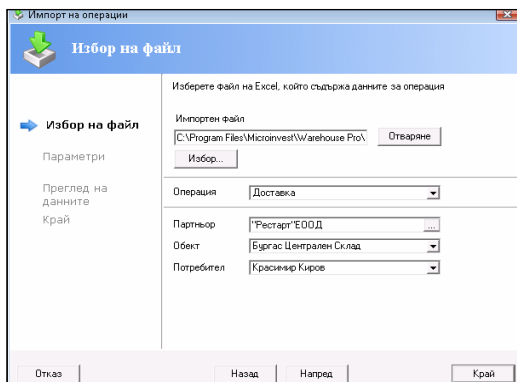 Импорт на операции
Избор на файл
Изберете файл на Excel, който съдържа данните за операция
Избор на файл
Параметри
Преглед на
данните
Край
Импортен файл
C:\Program Files\Microinvest\Warehouse Pro\
Отваряне
Избор...
Операция
Доставка
Партньор
"Рестарт"ЕООД
...
Обект
Бургас Централен Склад
Потребител
Красимир Киров
Отказ
Назад
Напред
Край